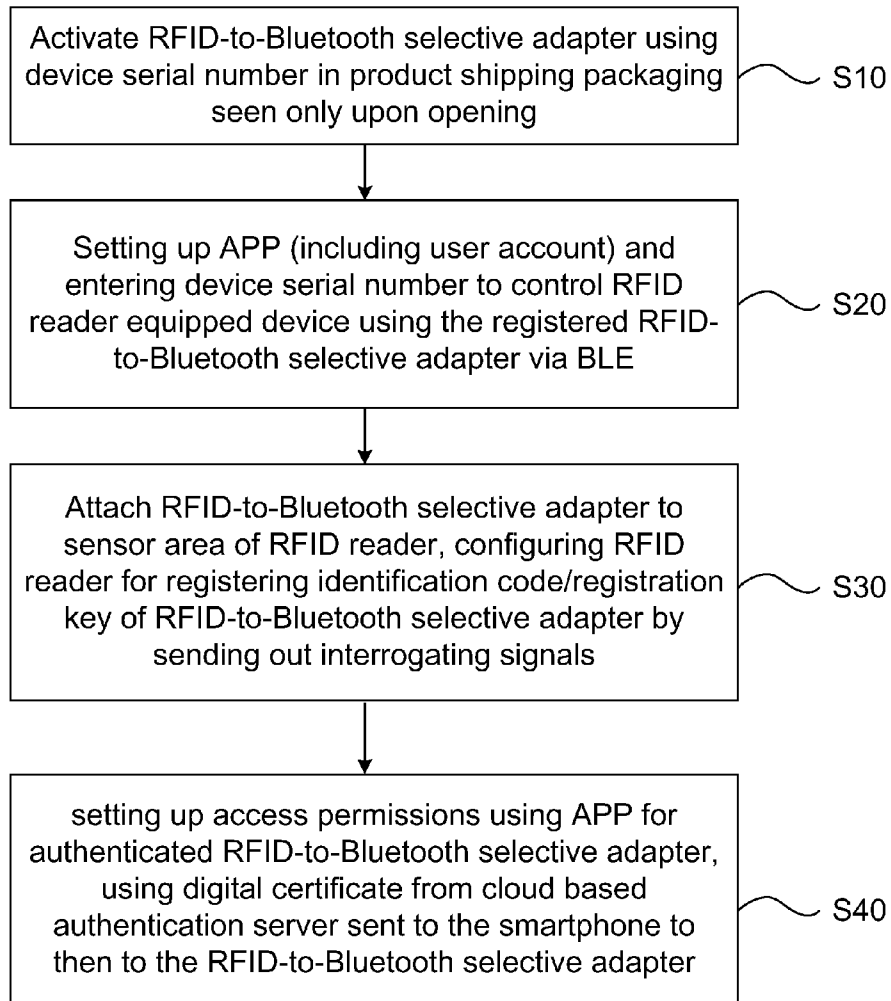 Activate RFID-to-Bluetooth selective adapter using
device serial number in product shipping packaging
seen only upon opening
S10
Setting up APP (including user account) and
entering device serial number to control RFID
reader equipped device using the registered RFID-
to-Bluetooth selective adapter via BLE
S20
Attach RFID-to-Bluetooth selective adapter to
sensor area of RFID reader, configuring RFID
reader for registering identification code/registration
key of RFID-to-Bluetooth selective adapter by
sending out interrogating signals
S30
setting up access permissions using APP for
authenticated RFID-to-Bluetooth selective adapter,
using digital certificate from cloud based
authentication server sent to the smartphone to
then to the RFID-to-Bluetooth selective adapter
S40